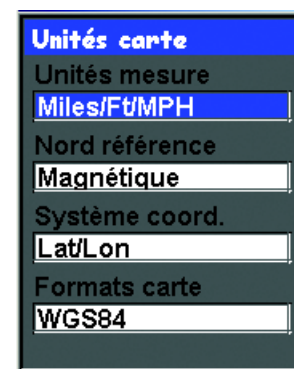 Unités carte
Unités mesure
Miles/Ft/MPH
Nord référence
Magnétique
Système coord.
Lat/Lon
Formats carte
WGS84